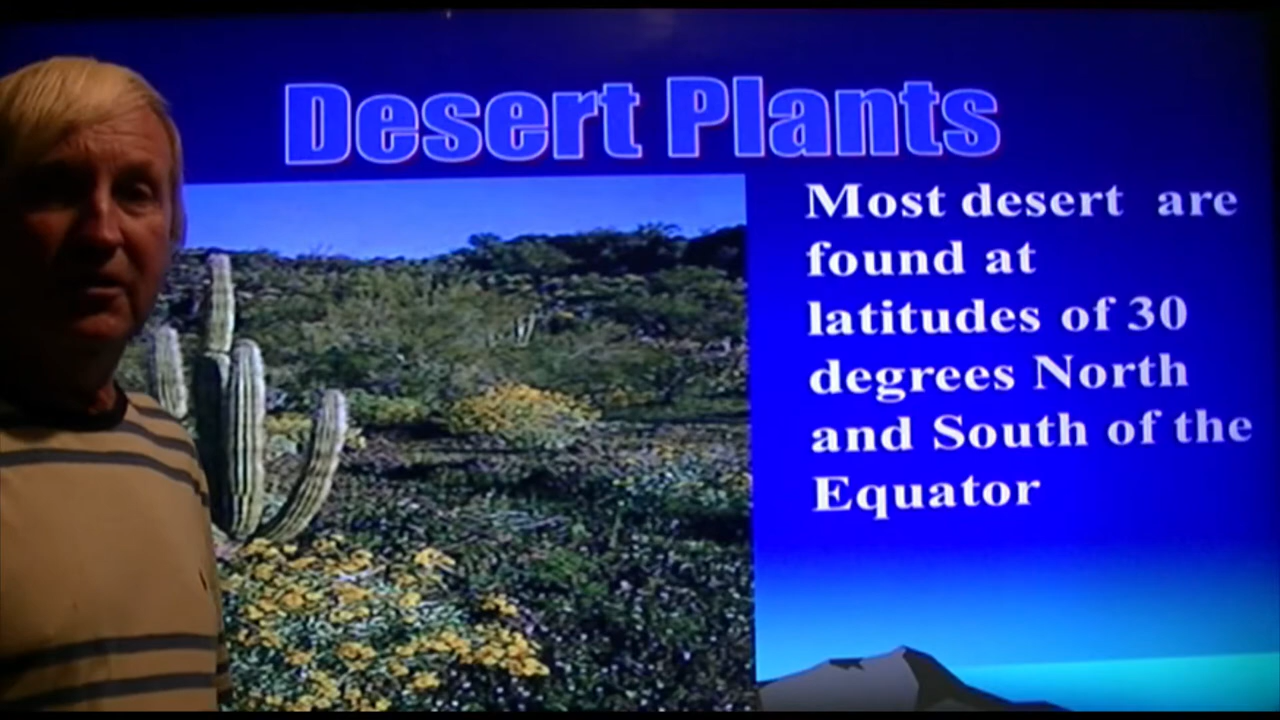 Desert Plants
Most desert are
found at
latitudes of 30
degrees North
and South of the
Equator